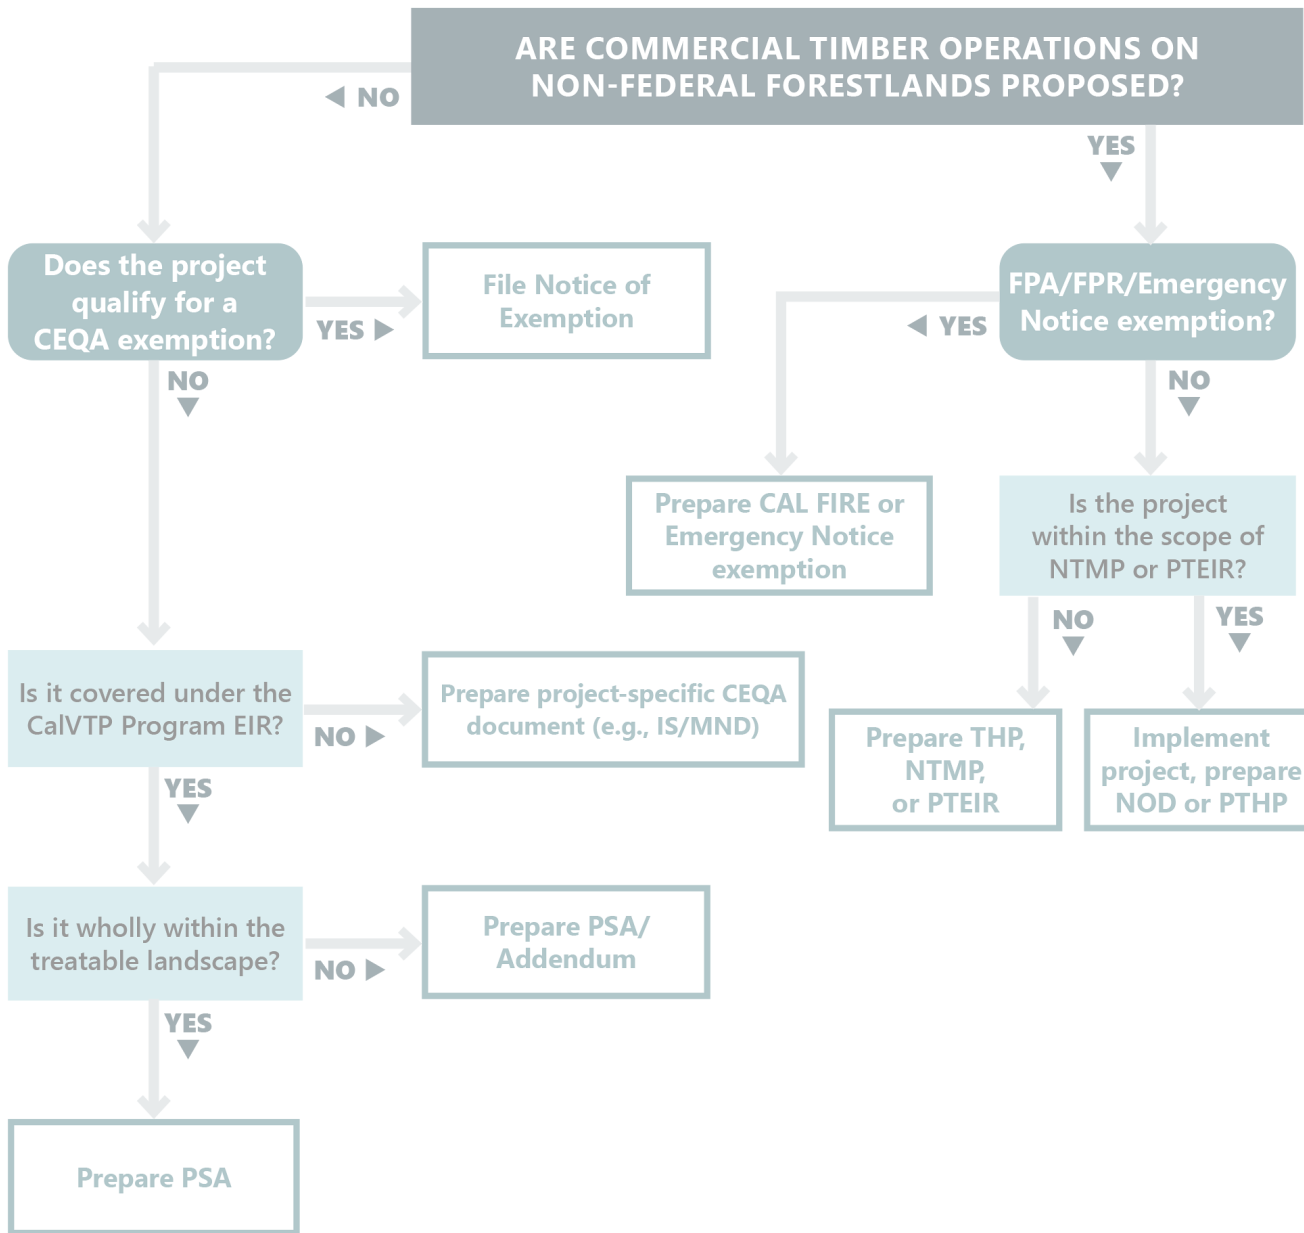 ARE COMMERCIAL TIMBER OPERATIONS ON
NON-FEDERAL FORESTLANDS PROPOSED?
NO
YES
Does the project
qualify for a
CEQA exemption?
YES
File Notice of
Exemption
FPA/FPR/Emergency
Notice exemption?
YES
NO
NO
Prepare CAL FIRE or
Emergency Notice
exemption
Is the project
within the scope of
NTMP or PTEIR?
NO
YES
Is it covered under the
CalVTP Program EIR?
NO
Prepare project-specific CEQA
document (e.g., IS/MND)
Prepare THP,
NTMP,
or PTEIR
Implement
project, prepare
NOD or PTHP
YES
Is it wholly within the
treatable landscape?
NO
Prepare PSA/
Addendum
YES
Prepare PSA